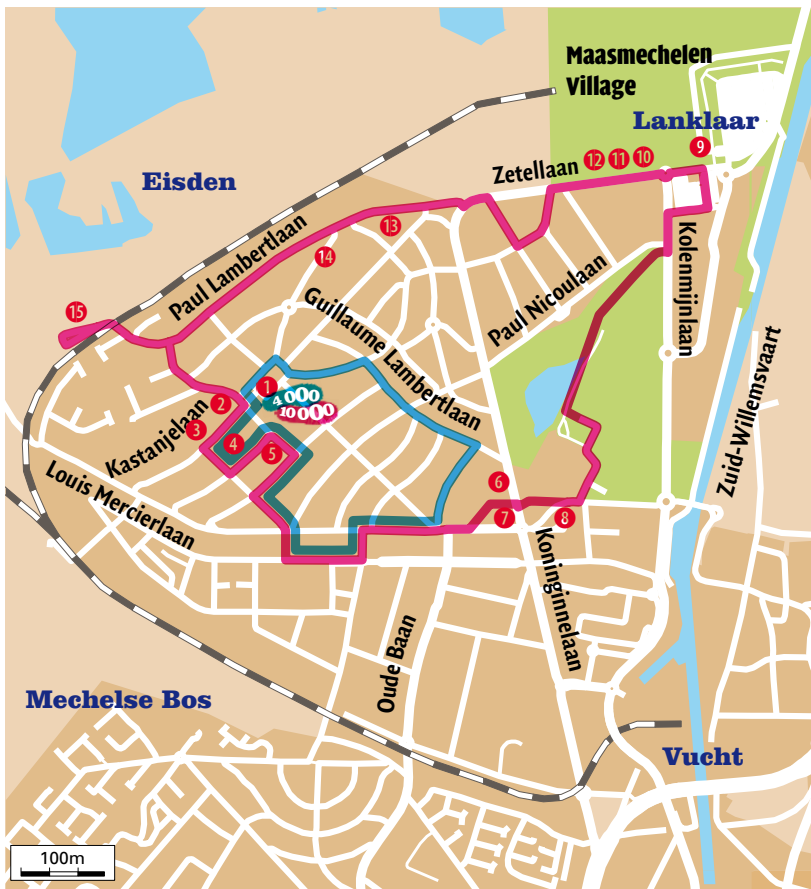 Maasmechelen
Village
Lanklaar
9
12 11 10
Zetellaan
Eisden
13
14
Paul Lambertlaan
Kolenmijnlaan
Paul Nicoulaan
Guillaume Lambertlaan
15
1
4000
10000
2
3
4
5
Kastanjelaan
Louis Mercierlaan
6
7
8
Zuid-Willemsvaart
Koninginnelaan
Oude Baan
Mechelse Bos
Vucht
100m